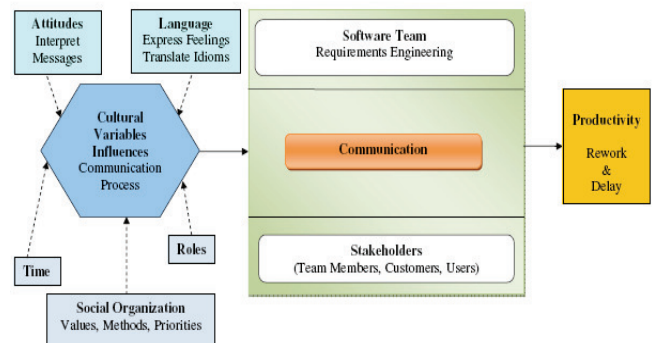 Attitudes
Interpret
Messages
Language
Express Feelings
Translate Idioms
Cultural
Variables
Influences
Communication
Process
Time
Roles
Social Organization
Values, Methods, Priorities
Software Team
Requirements Engineering
Communication
Stakeholders
(Team Members, Customers, Users)
Productivity
Rework
&
Delay